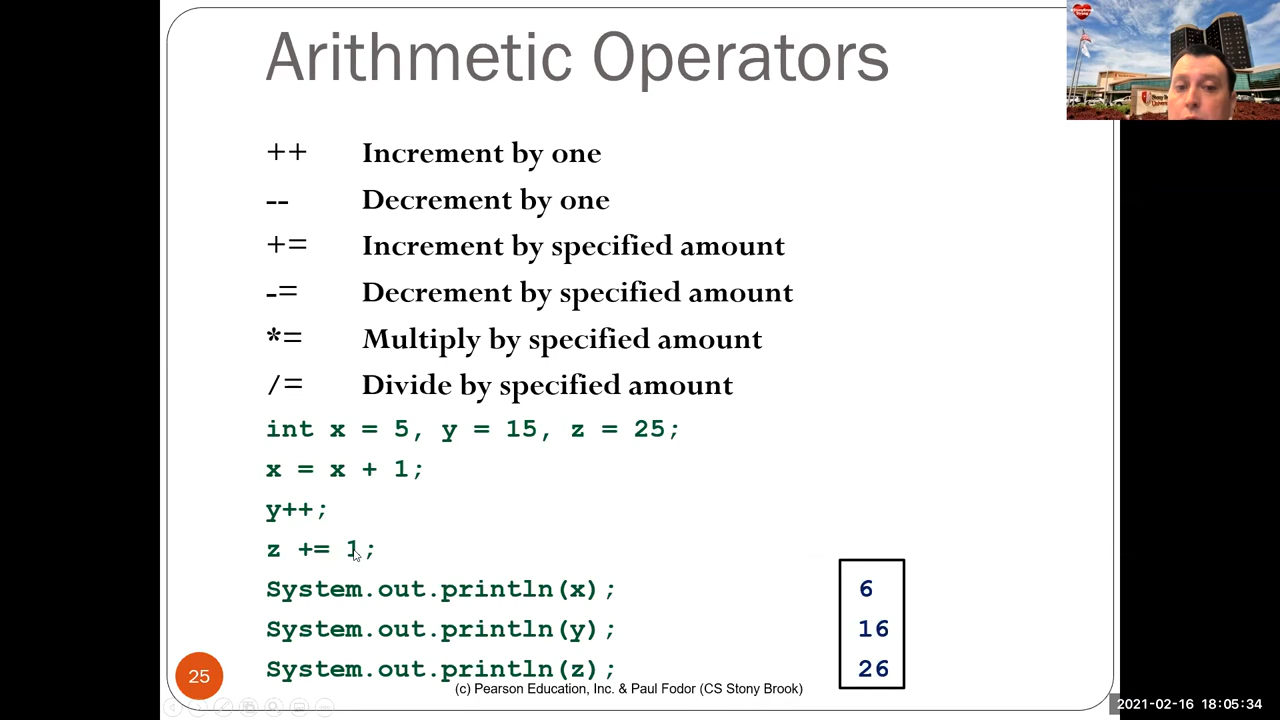 Arithmetic Operators
++ Increment by one
-- Decrement by one
+= Increment by specified amount
-= Decrement by specified amount
*= Multiply by specified amount
/= Divide by specified amount
int x = 5, y = 15, z = 25;
x = x + 1;
y++;
z += 1;
System.out.println(x); 6
System.out.println(y); 16
System.out.println(z); 26
25
(c) Pearson Education, Inc. & Paul Fodor (CS Stony Brook)
2021-02-16 18:05:34